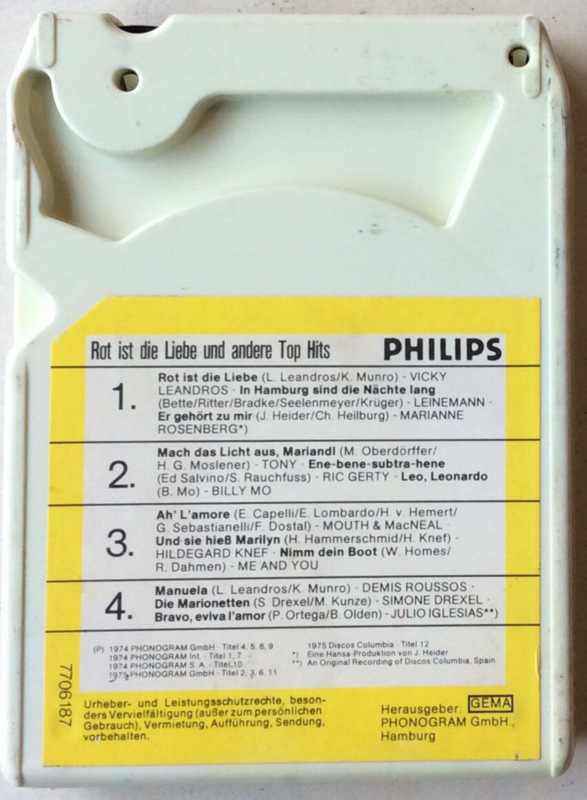 Rot ist die Liebe und andere Top Hits PHILIPS
1.
Rot ist die Liebe (L. Leandros/K. Munro) - VICKY
LEANDROS · In Hamburg sind die Nächte lang
(Bette/Ritter/Bradke/Seelenmeyer/Krüger) - LEINEMANN ·
Er gehört zu mir (J. Heider/Ch. Heilburg) - MARIANNE
ROSENBERG*)
2.
Mach das Licht aus, Mariandl (M. Oberdörffer/
H. G. Moslener) - TONY · Ene-bene-subtra-hene
(Ed Salvino/S. Rauchfuss) - RIC GERTY · Leo, Leonardo
(B. Mo) - BILLY MO
3.
Ah' L'amore (E. Capelli/E. Lombardo/H. v. Hemert/
G. Sebastianelli/F. Dostal) - MOUTH & MacNEAL ·
Und sie hieß Marilyn (H. Hammerschmid/H. Knef) -
HILDEGARD KNEF · Nimm dein Boot (W. Homes/
R. Dahmen) - ME AND YOU
4.
Manuela (L. Leandros/K. Munro) - DEMIS ROUSSOS ·
Die Marionetten (S. Drexel/M. Kunze) - SIMONE DREXEL ·
Bravo, eviva l'amor (P. Ortega/B. Olden) - JULIO IGLESIAS**)
(P) 1974 PHONOGRAM GmbH · Titel 4, 5, 8, 9
1974 PHONOGRAM Int. · Titel 1, 7
1974 PHONOGRAM S. A. · Titel 10
1975 PHONOGRAM GmbH · Titel 2, 3, 6, 11
1975 Discos Columbia · Titel 12
*) Eine Hansa-Produktion von J. Heider
**) An Original Recording of Discos Columbia, Spain
7706187
Urheber- und Leistungsschutzrechte, beson-
ders Vervielfältigung (außer zum persönlichen
Gebrauch), Vermietung, Aufführung, Sendung,
vorbehalten.
Herausgeber: GEMA
PHONOGRAM GmbH.,
Hamburg